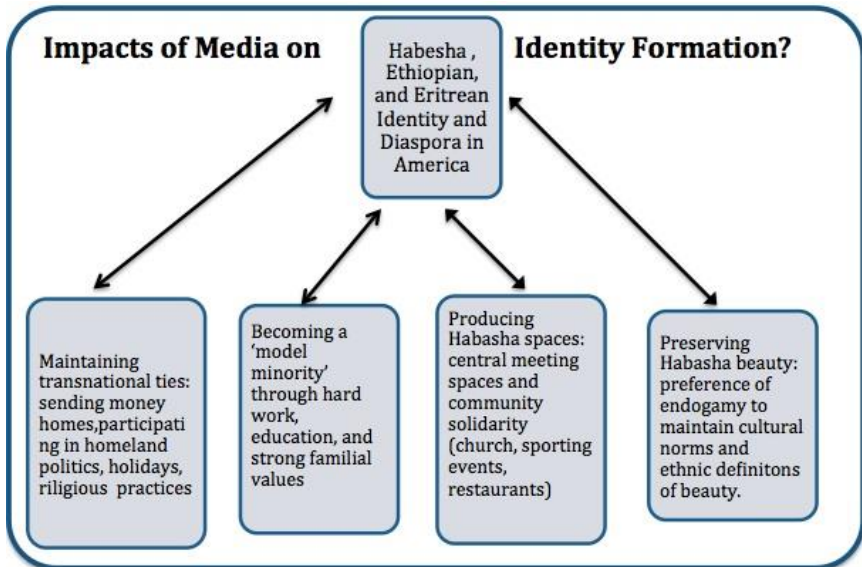 Impacts of Media on Identity Formation?
Habesha ,
Ethiopian,
and Eritrean
Identity and
Diaspora in
America
Maintaining
transnational ties:
sending money
homes,participati
ng in homeland
politics, holidays,
riligious practices
Becoming a
‘model
minority’
through hard
work,
education, and
strong familial
values
Producing
Habasha spaces:
central meeting
spaces and
community
solidarity
(church, sporting
events,
restaurants)
Preserving
Habasha beauty:
preference of
endogamy to
maintain cultural
norms and
ethnic definitons
of beauty.